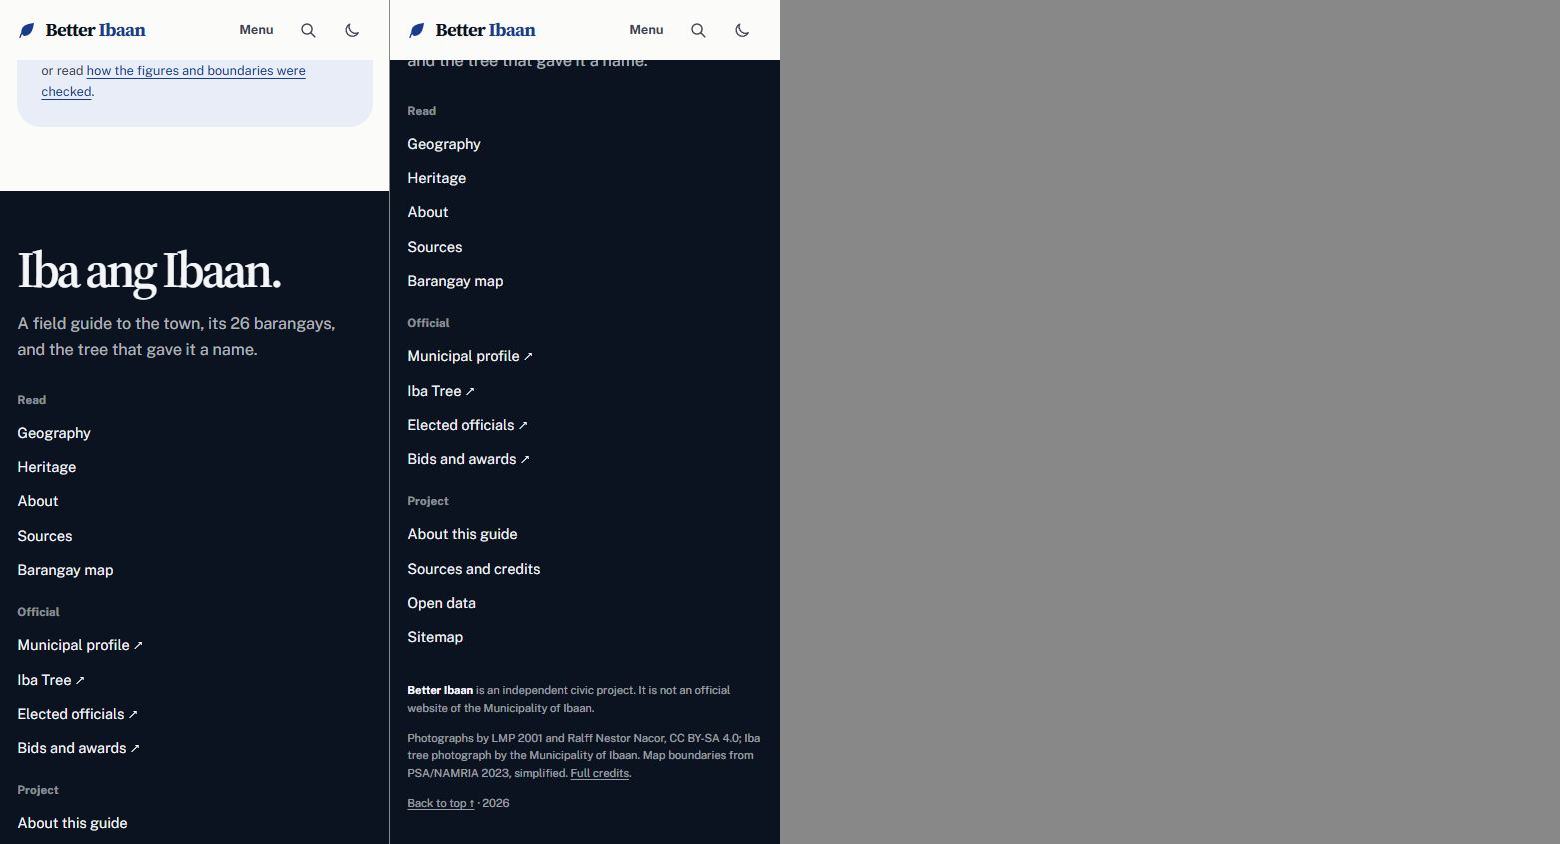 Better Ibaan
Menu
or read how the figures and boundaries were
checked.
Iba ang Ibaan.
A field guide to the town, its 26 barangays,
and the tree that gave it a name.
Read
Geography
Heritage
About
Sources
Barangay map
Official
Municipal profile ↗
Iba Tree ↗
Elected officials ↗
Bids and awards ↗
Project
About this guide
Better Ibaan
Menu
and the tree that gave it a name.
Read
Geography
Heritage
About
Sources
Barangay map
Official
Municipal profile ↗
Iba Tree ↗
Elected officials ↗
Bids and awards ↗
Project
About this guide
Sources and credits
Open data
Sitemap
Better Ibaan is an independent civic project. It is not an official
website of the Municipality of Ibaan.
Photographs by LMP 2001 and Ralff Nestor Nacor, CC BY-SA 4.0; Iba
tree photograph by the Municipality of Ibaan. Map boundaries from
PSA/NAMRIA 2023, simplified. Full credits.
Back to top ↑ · 2026